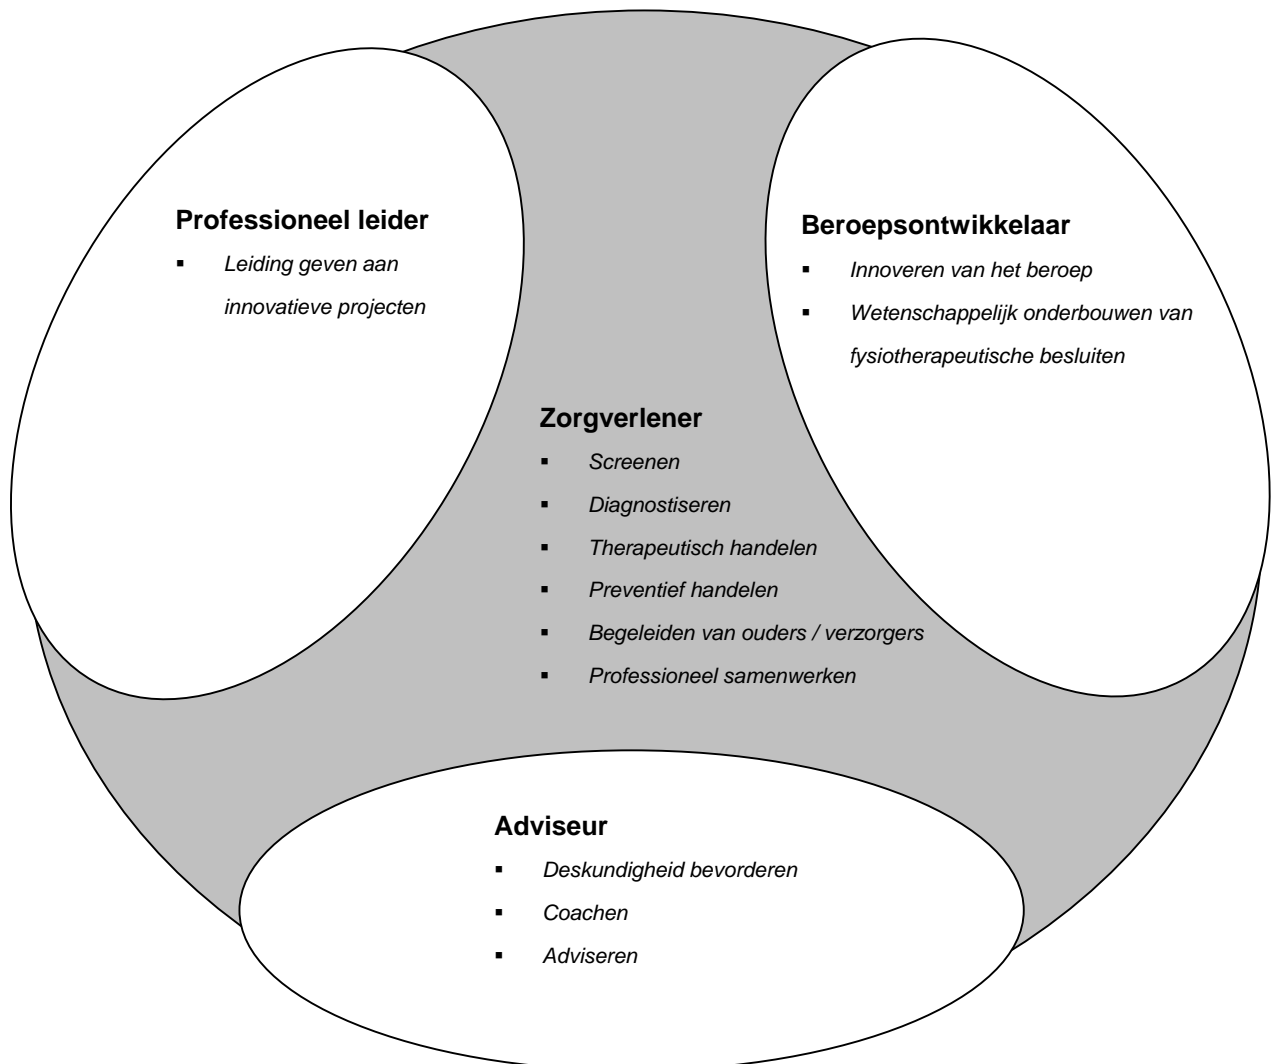 Professioneel leider
▪ Leiding geven aan
innovatieve projecten
Beroepsontwikkelaar
▪ Innoveren van het beroep
▪ Wetenschappelijk onderbouwen van
fysiotherapeutische besluiten
Zorgverlener
▪ Screenen
▪ Diagnostiseren
▪ Therapeutisch handelen
▪ Preventief handelen
▪ Begeleiden van ouders / verzorgers
▪ Professioneel samenwerken
Adviseur
▪ Deskundigheid bevorderen
▪ Coachen
▪ Adviseren